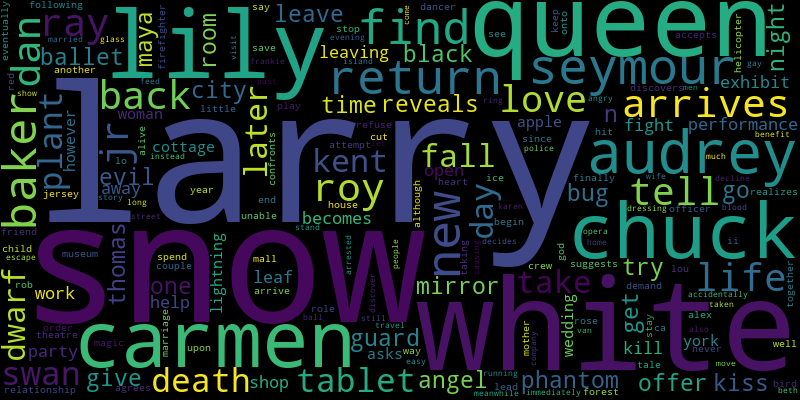 larry
snow
white
queen
lily
carmen
chuck
audrey
seymour
return
find
roy
arrives
baker
dan
ray
back
love
life
tell
death
tablet
swan
take
new
kent
fall
plant
evil
jr
later
day
thomas
mirror
angel
phantom
offer
kiss
guard
give
dwarf
bug
go
get
try
kill
york
night
exhibit
performance
fight
apple
n
black
leave
leaving
time
reveals
room
maya
ballet
city
cottage
becomes
open
house
woman
little
away
however
one
help
work
party
leaf
lightning
mall
arrive
spend
couple
shop
asks
way
wedding
god
crew
suggests
lou
demand
alex
never
tale
forest
lead
mother
role
ball
upon
marriage
magic
theatre
order
agrees
relationship
museum
child
escape
rob
friend
jersey
long
year
story
street
unable
end
confronts
save
firefighter
another
following
eventually
show
red
feed
married
glass
visit
frankie
play
say
stop
evening
island
dancer
see
keep
onto
helicopter
gay
accepts
discovers
men
angry
since
police
hit
finally
wife
much
decline
benefit
realizes
officer
dressing
blood
ii
opera
home
decides
begin
karen
ice
heart
although
taking
cut
refuse
attempt
alive
instead
lo
stand
arrested
people
discover
still
travel
easy
running
meanwhile
immediately
company
rose
van
stay
ca
accidentally
taken
also
move
together
well
bird
beth
come